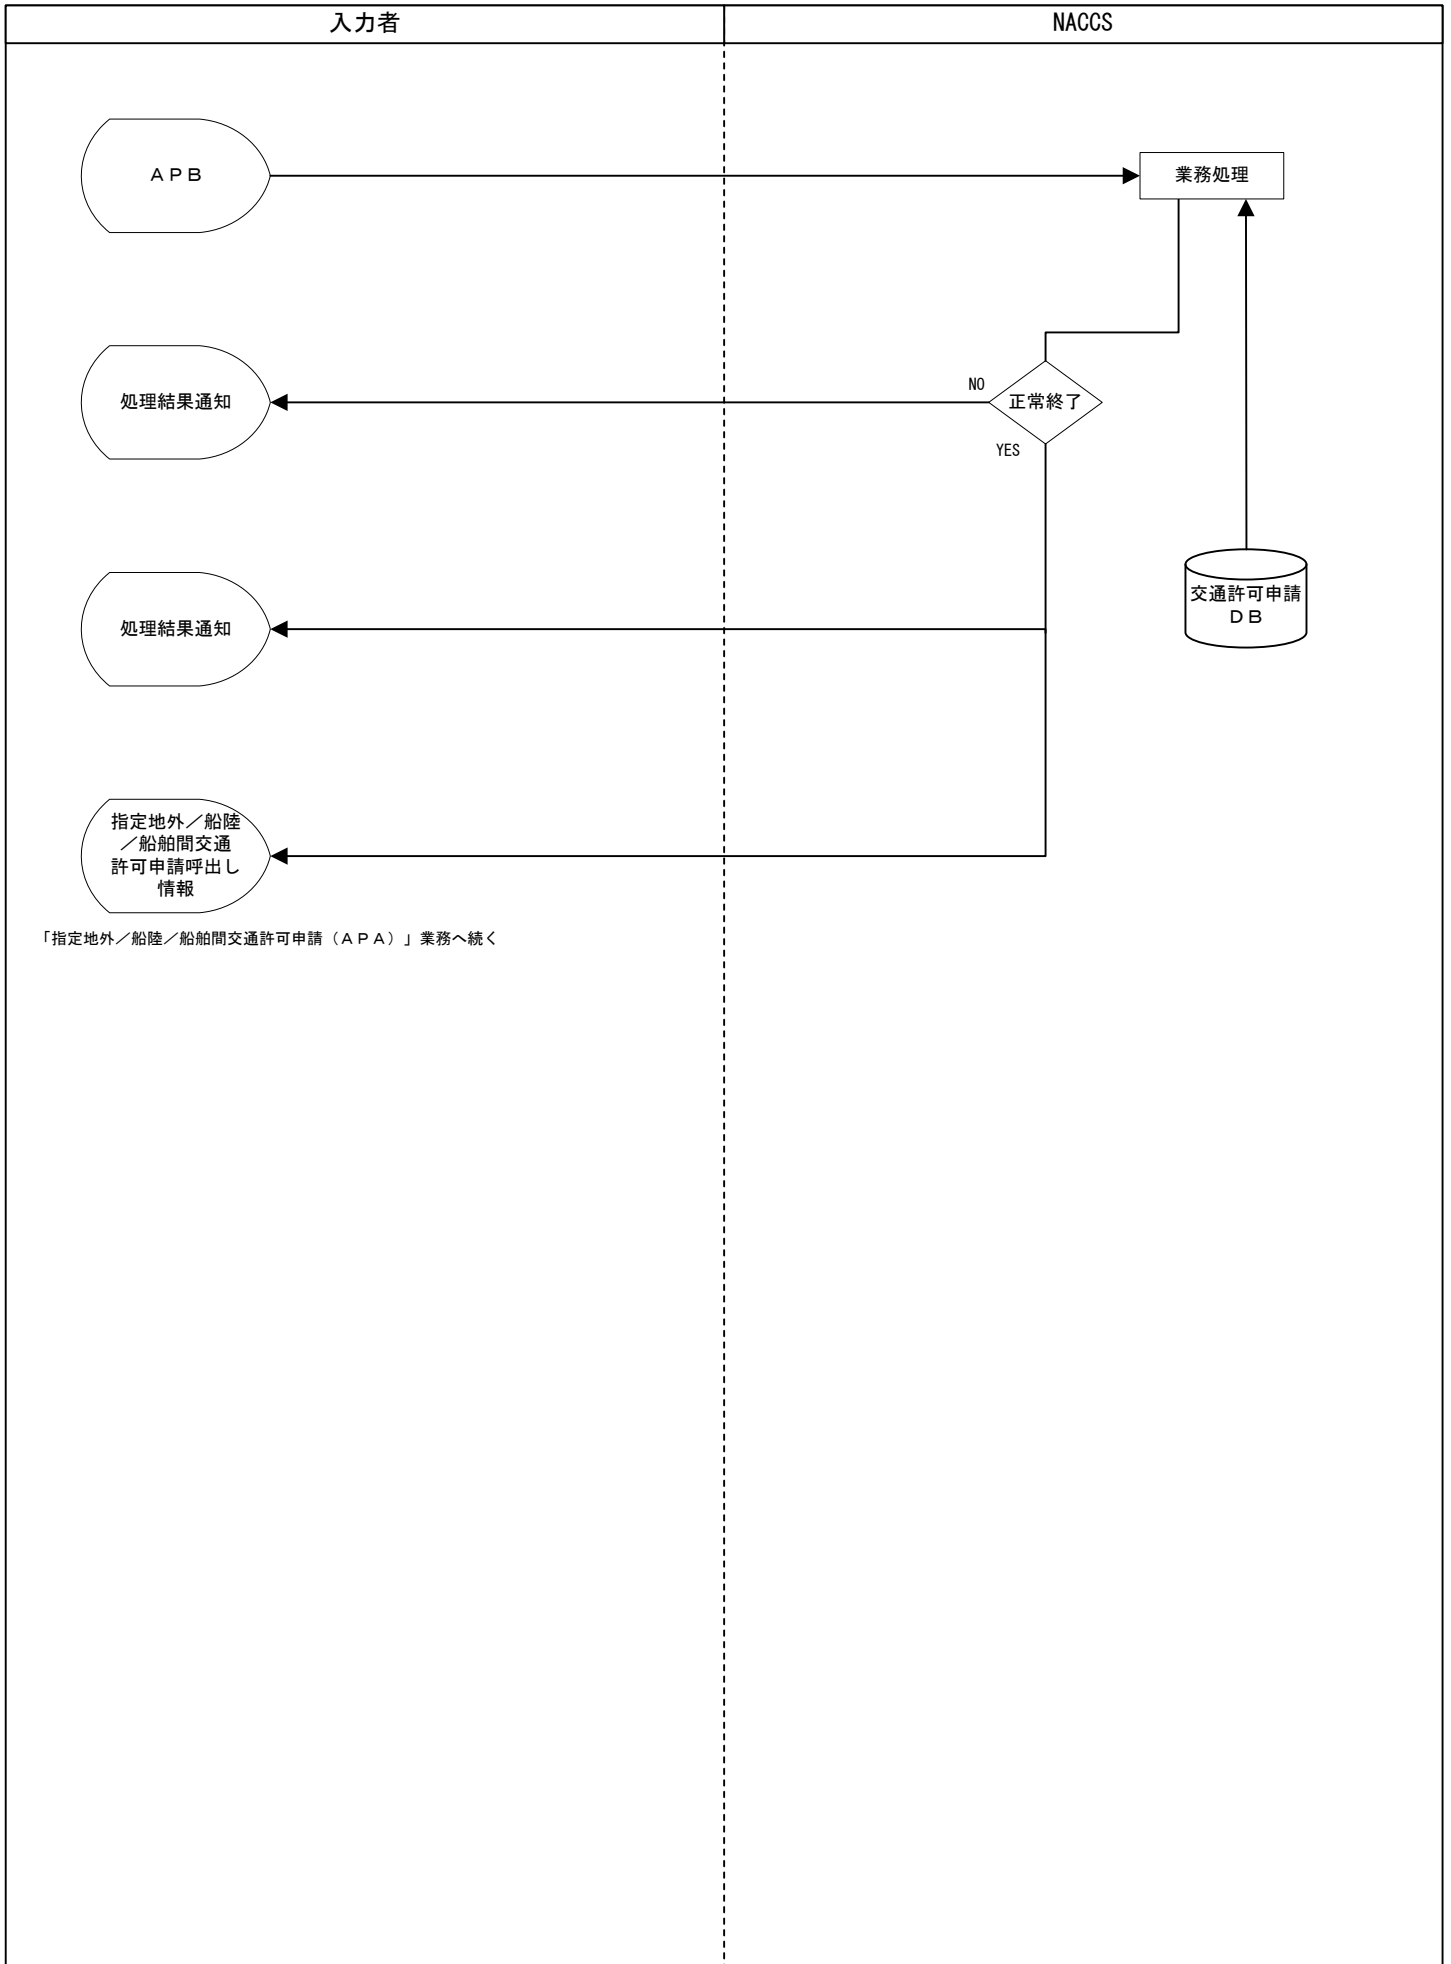 入力者
NACCS
ＡＰＢ
業務処理
処理結果通知
NO
正常終了
YES
処理結果通知
交通許可申請
ＤＢ
指定地外／船陸
／船舶間交通
許可申請呼出し
情報
「指定地外／船陸／船舶間交通許可申請（ＡＰＡ）」業務へ続く